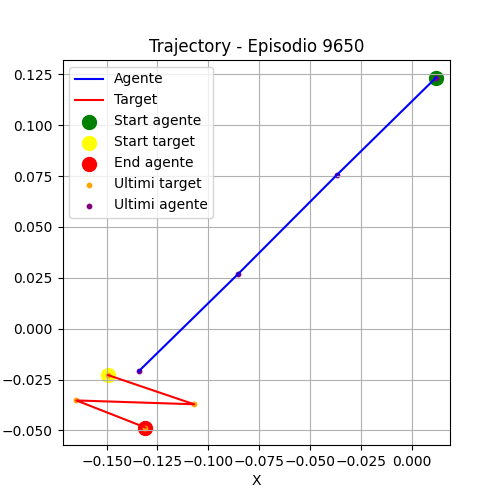 Trajectory - Episodio 9650
Agente
Target
Start agente
Start target
End agente
Ultimi target
Ultimi agente
0.125
0.100
0.075
0.050
0.025
0.000
−0.025
−0.050
−0.150 −0.125 −0.100 −0.075 −0.050 −0.025 0.000
X